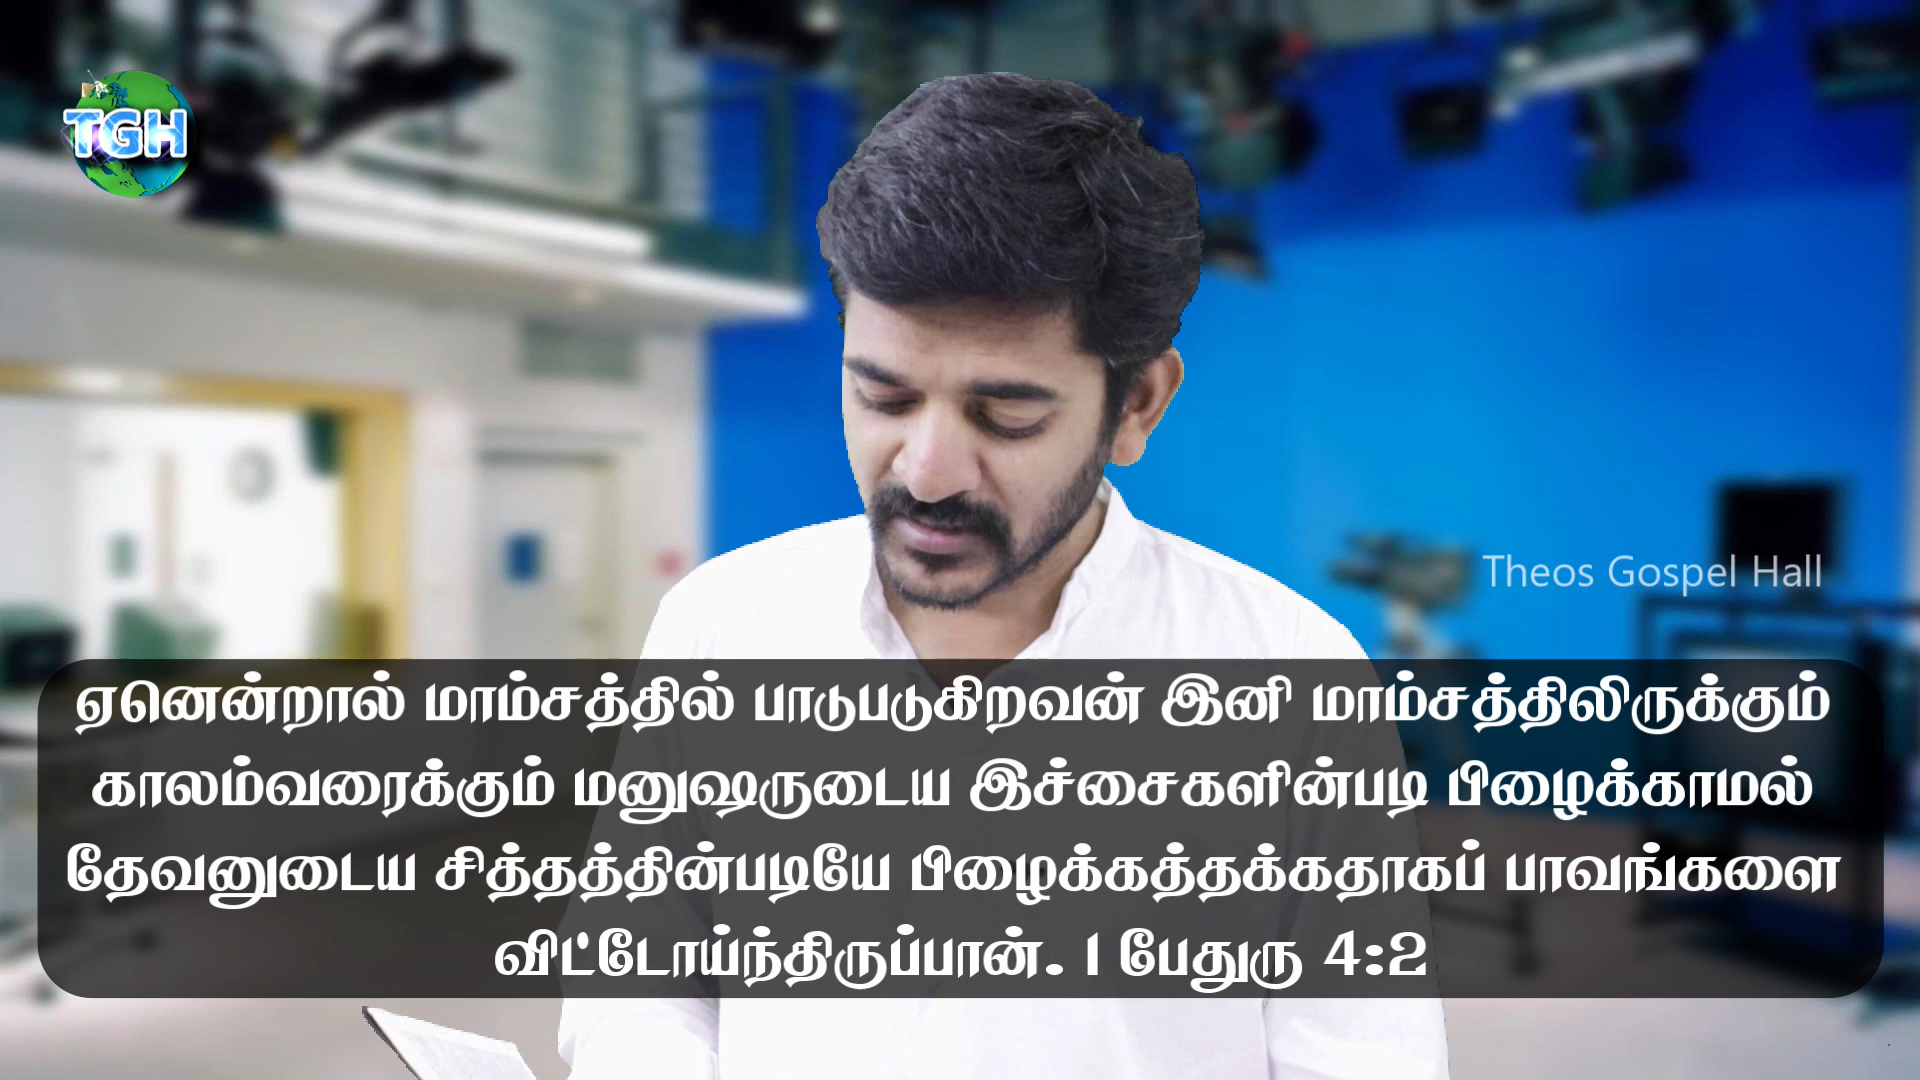 TGH
Theos Gospel Hall
ஏனென்றால் மாம்சத்தில் பாடுபடுகிறவன் இனி மாம்சத்திலிருக்கும்
காலம்வரைக்கும் மனுஷருடைய இச்சைகளின்படி பிழைக்காமல்
தேவனுடைய சித்தத்தின்படியே பிழைக்கத்தக்கதாகப் பாவங்களை
விட்டோய்ந்திருப்பான். 1 பேதுரு 4:2